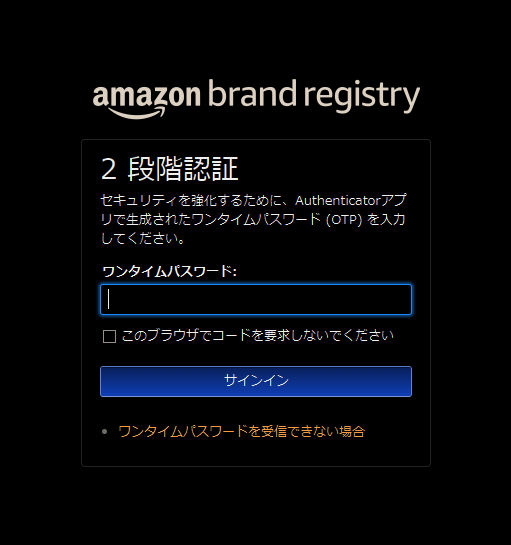 amazon brand registry
2 段階認証
セキュリティを強化するために、Authenticatorアプ
リで生成されたワンタイムパスワード (OTP) を入力
してください。
ワンタイムパスワード:
このブラウザでコードを要求しないでください
サインイン
ワンタイムパスワードを受信できない場合